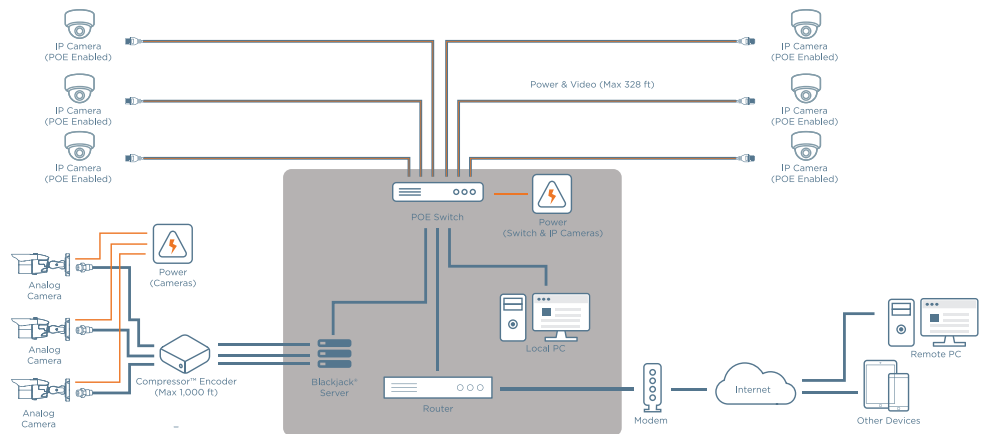 IP Camera
(POE Enabled)
IP Camera
(POE Enabled)
Power & Video (Max 328 ft)
IP Camera
(POE Enabled)
IP Camera
(POE Enabled)
IP Camera
(POE Enabled)
IP Camera
(POE Enabled)
POE Switch
Power
(Switch & IP Cameras)
Power
(Cameras)
Analog
Camera
Analog
Camera
Local PC
Remote PC
Compressor™ Encoder
(Max 1,000 ft)
Blackjack®
Server
Internet
Analog
Camera
Router
Modem
Other Devices